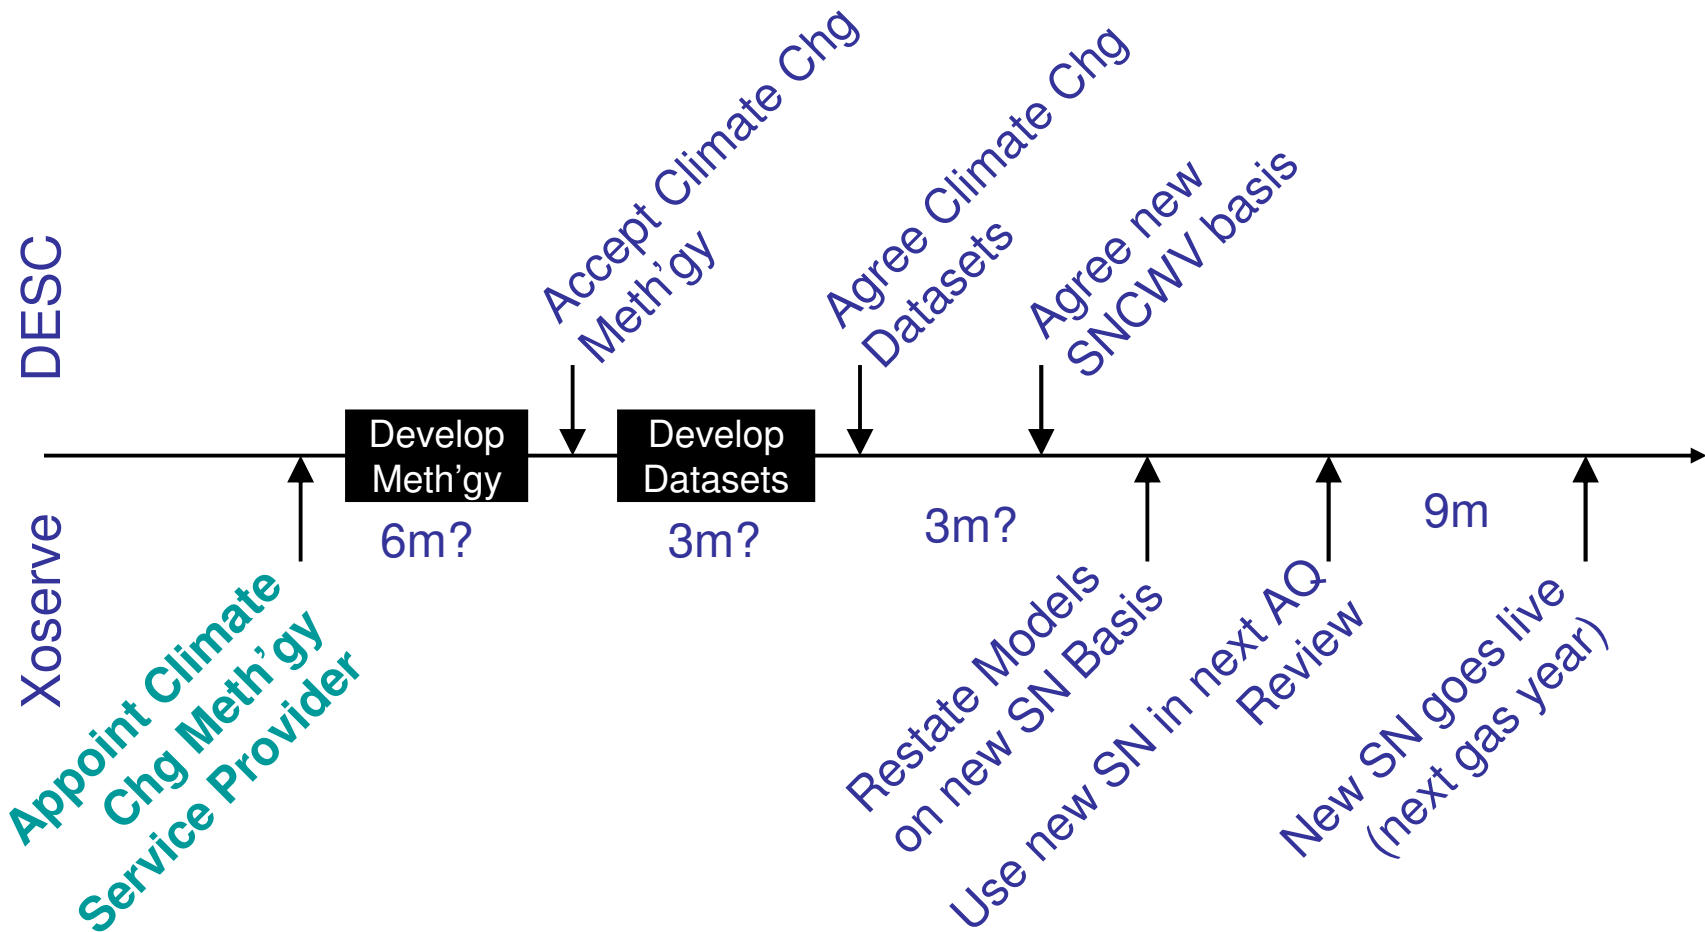 DESC
Accept Climate Chg
Meth'gy
Agree Climate Chg
Datasets
Agree new
SNCWV basis
Develop
Meth'gy
Develop
Datasets
6m?
3m?
3m?
9m
Xoserve
Appoint Climate
Chg Meth'gy
Service Provider
Restate Models
on new SN Basis
Use new SN in next AQ
Review
New SN goes live
(next gas year)